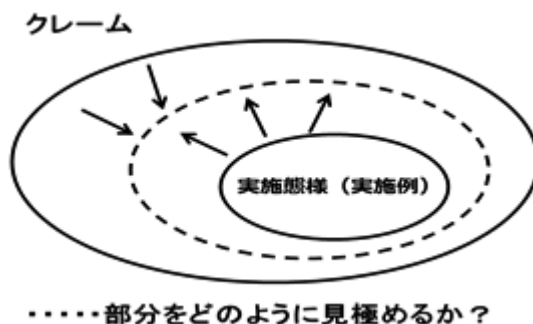 クレーム
実施態様（実施例）
・・・・・部分をどのように見極めるか？